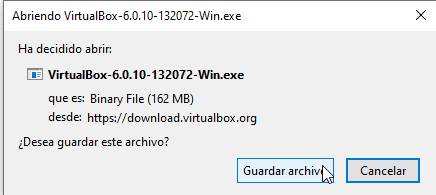 Abriendo VirtualBox-6.0.10-132072-Win.exe
Ha decidido abrir:
VirtualBox-6.0.10-132072-Win.exe
que es: Binary File (162 MB)
desde: https://download.virtualbox.org
¿Desea guardar este archivo?
Guardar archivo Cancelar